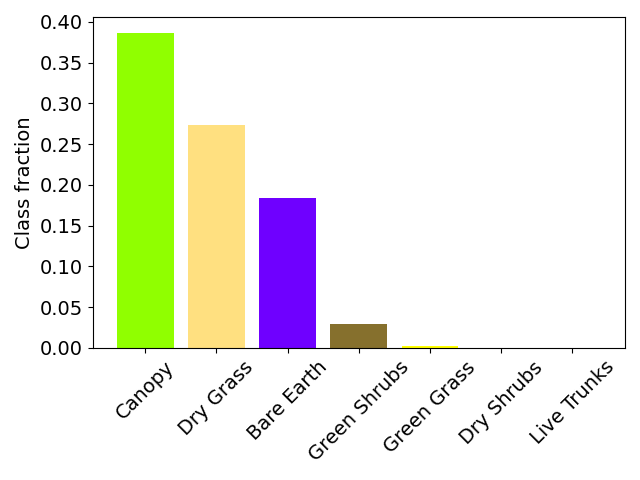 0.40
0.35
0.30
0.25
0.20
0.15
0.10
0.05
0.00
Class fraction
Canopy
Dry Grass
Bare Earth
Green Shrubs
Green Grass
Dry Shrubs
Live Trunks